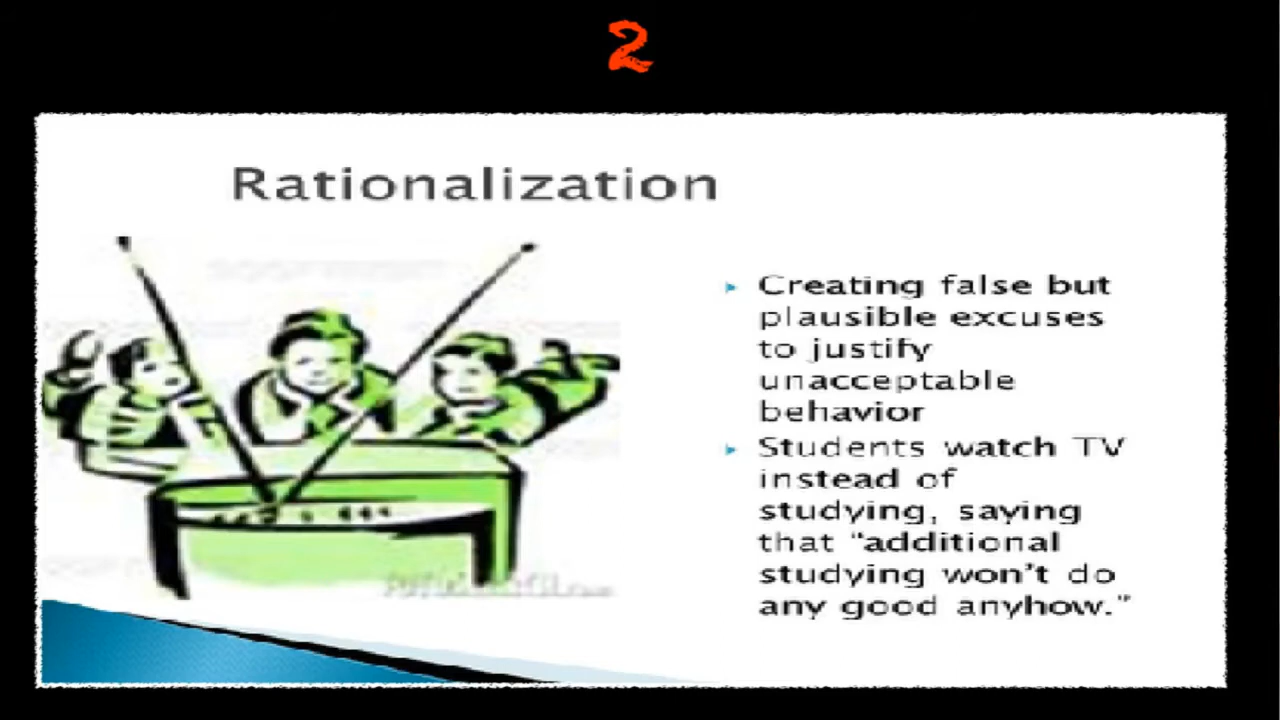 2
Rationalization
Creating false but
plausible excuses
to justify
unacceptable
behavior
Students watch TV
instead of
studying, saying
that “additional
studying won’t do
any good anyhow.”